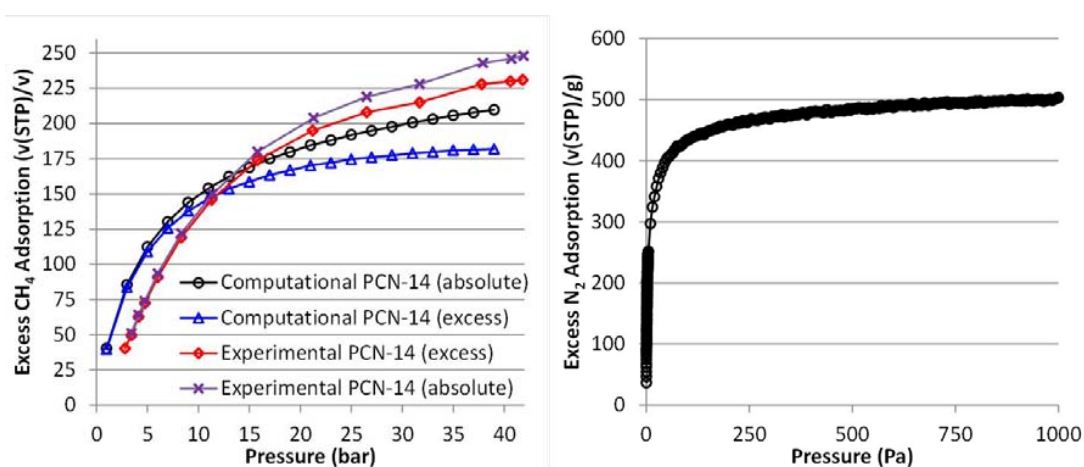 Excess CH4 Adsorption (v(STP)/v)
250
225
200
175
150
125
100
75
50
25
0
Computational PCN-14 (absolute)
Computational PCN-14 (excess)
Experimental PCN-14 (excess)
Experimental PCN-14 (absolute)
0 5 10 15 20 25 30 35 40
Pressure (bar)
Excess N2 Adsorption (v(STP)/g)
600
500
400
300
200
100
0
0 250 500 750 1000
Pressure (Pa)